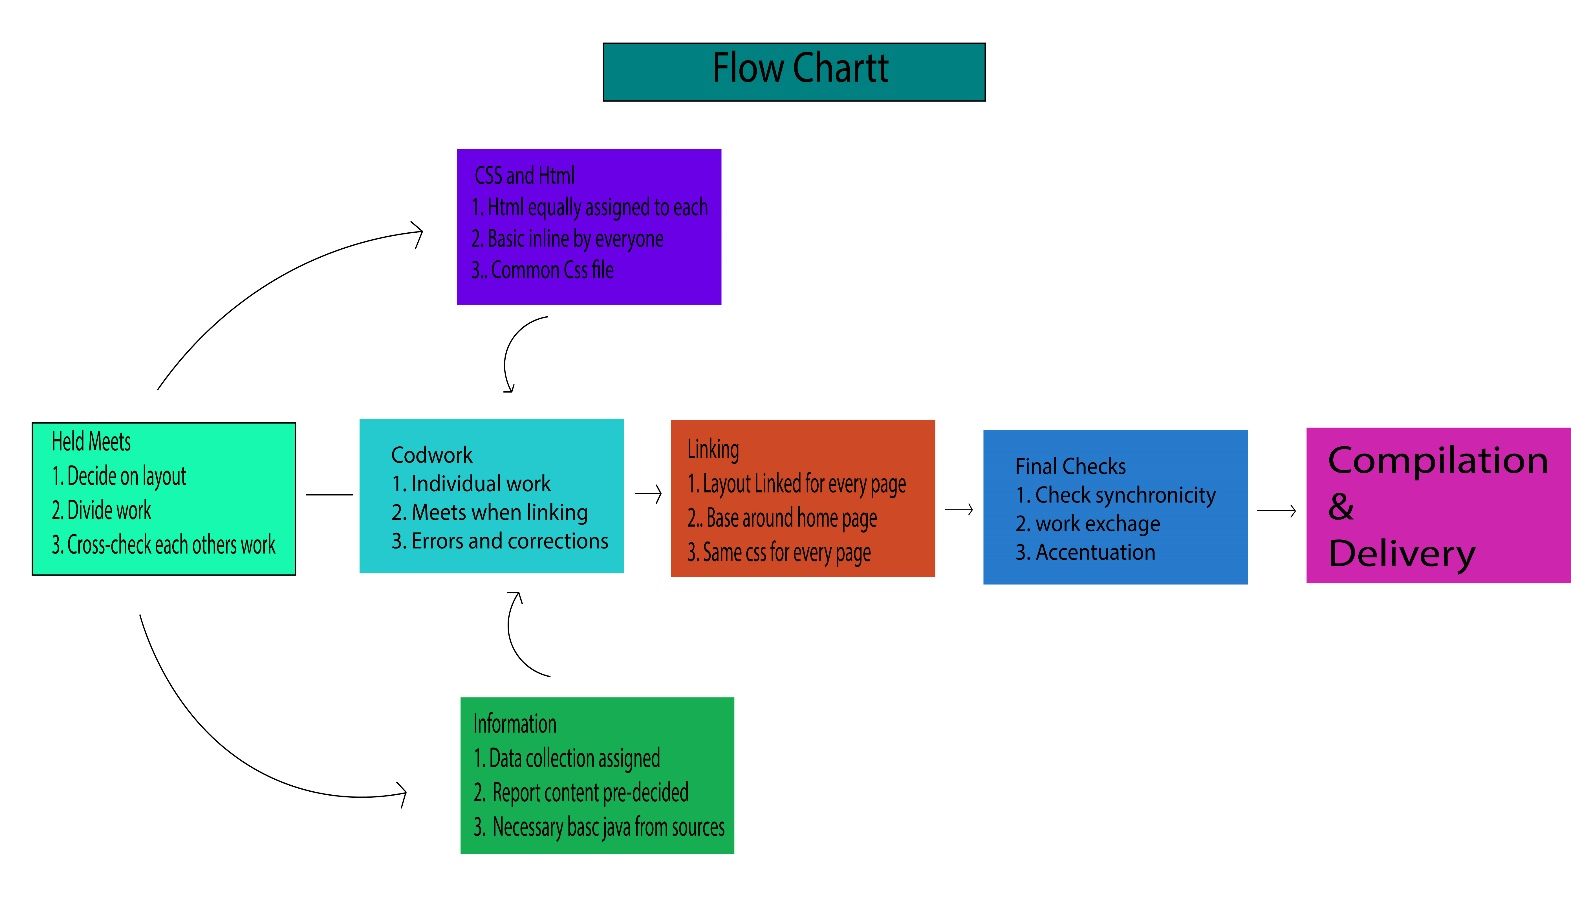 Flow Chartt
CSS and Html
1. Html equally assigned to each
2. Basic inline by everyone
3.. Common Css file
Held Meets
1. Decide on layout
2. Divide work
3. Cross-check each others work
Codwork
1. Individual work
2. Meets when linking
3. Errors and corrections
Linking
1. Layout Linked for every page
2.. Base around home page
3. Same css for every page
Final Checks
1. Check synchronicity
2. work exchage
3. Accentuation
Compilation
&
Delivery
Information
1. Data collection assigned
2. Report content pre-decided
3. Necessary basc java from sources